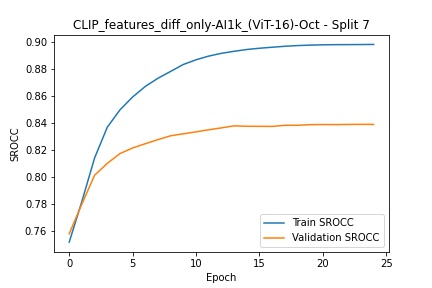 CLIP_features_diff_only-AI1k_(ViT-16)-Oct - Split 7
0.90
0.88
0.86
0.84
0.82
0.80
0.78
0.76
SROCC
Train SROCC
Validation SROCC
0
5
10
15
20
25
Epoch